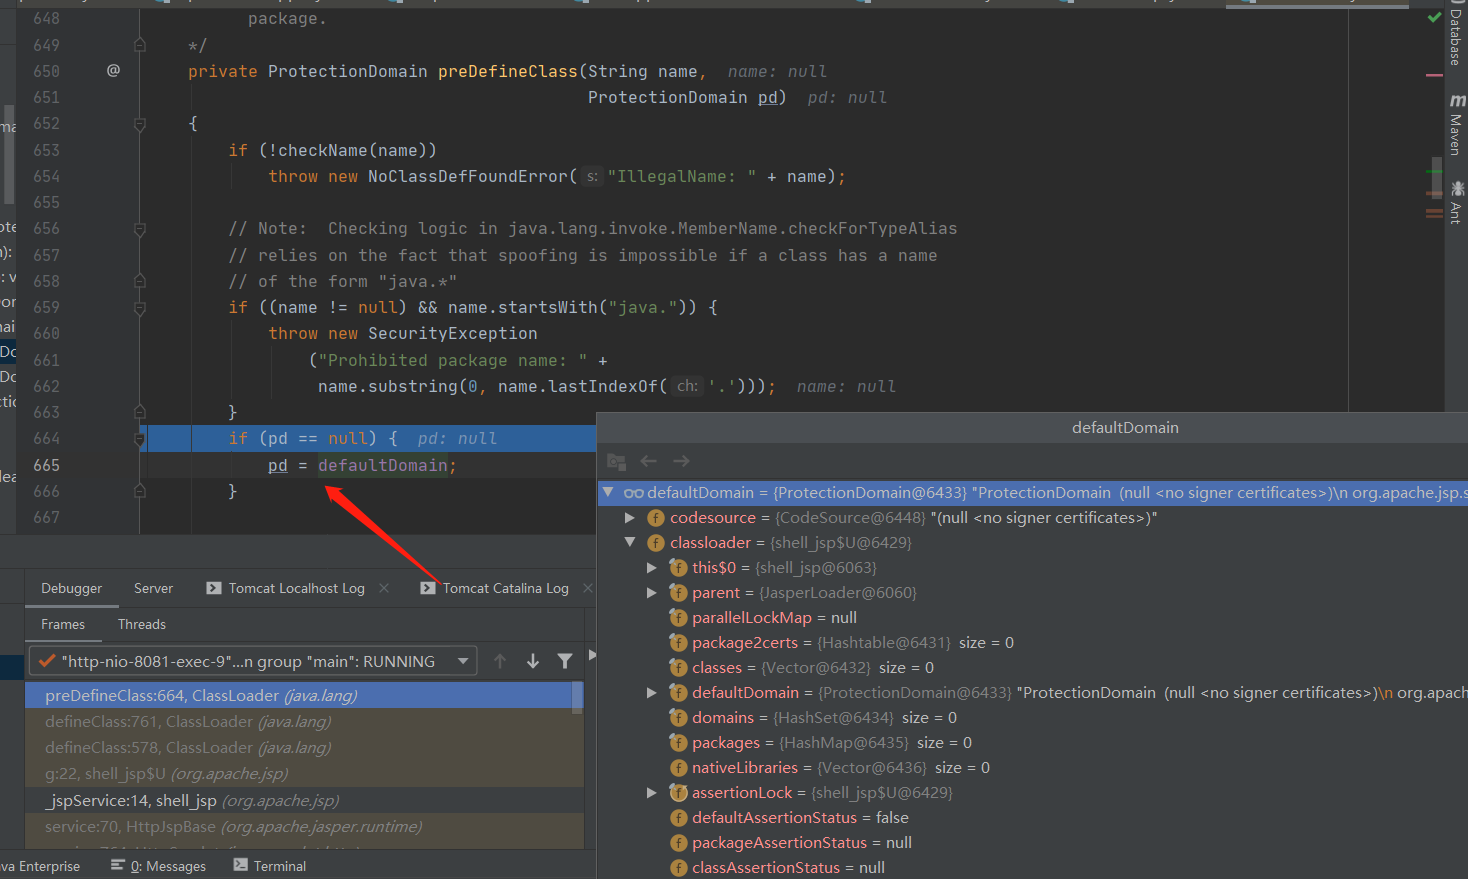 648 package.
649 */
650 @ private ProtectionDomain preDefineClass(String name, name: null
651 ProtectionDomain pd) pd: null
652 {
653 if (!checkName(name))
654 throw new NoClassDefFoundError( s: "IllegalName: " + name);
655
656 // Note:  Checking logic in java.lang.invoke.MemberName.checkForTypeAlias
657 // relies on the fact that spoofing is impossible if a class has a name
658 // of the form "java.*"
659 if ((name != null) && name.startsWith("java.")) {
660 throw new SecurityException
661 ("Prohibited package name: " +
662 name.substring(0, name.lastIndexOf( ch: '.'))); name: null
663 }
664 if (pd == null) { pd: null
665 pd = defaultDomain;
666 }
667
Database
Maven
Ant
defaultDomain
defaultDomain = {ProtectionDomain@6433} "ProtectionDomain (null <no signer certificates>)\n org.apache.jsp.s
codesource = {CodeSource@6448} "(null <no signer certificates>)"
classloader = {shell_jsp$U@6429}
this$0 = {shell_jsp@6063}
parent = {JasperLoader@6060}
parallelLockMap = null
package2certs = {Hashtable@6431} size = 0
classes = {Vector@6432} size = 0
defaultDomain = {ProtectionDomain@6433} "ProtectionDomain (null <no signer certificates>)\n org.apach
domains = {HashSet@6434} size = 0
packages = {HashMap@6435} size = 0
nativeLibraries = {Vector@6436} size = 0
assertionLock = {shell_jsp$U@6429}
defaultAssertionStatus = false
packageAssertionStatus = null
classAssertionStatus = null
Debugger Server Tomcat Localhost Log Tomcat Catalina Log
Frames Threads
"http-nio-8081-exec-9"...n group "main": RUNNING
preDefineClass:664, ClassLoader (java.lang)
defineClass:761, ClassLoader (java.lang)
defineClass:578, ClassLoader (java.lang)
g:22, shell_jsp$U (org.apache.jsp)
_jspService:14, shell_jsp (org.apache.jsp)
service:70, HttpJspBase (org.apache.jasper.runtime)
ava Enterprise 0: Messages Terminal